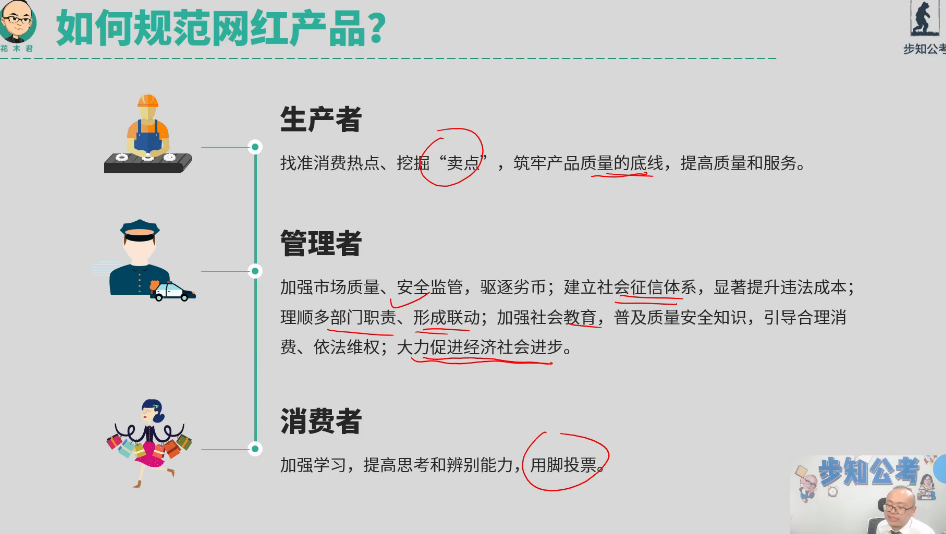 如何规范网红产品？
花木君
步知公考
生产者
找准消费热点、挖掘“卖点”，筑牢产品质量的底线，提高质量和服务。
管理者
加强市场质量、安全监管，驱逐劣币；建立社会征信体系，显著提升违法成本；
理顺多部门职责、形成联动；加强社会教育，普及质量安全知识，引导合理消
费、依法维权；大力促进经济社会进步。
消费者
加强学习，提高思考和辨别能力，用脚投票。
步知公考